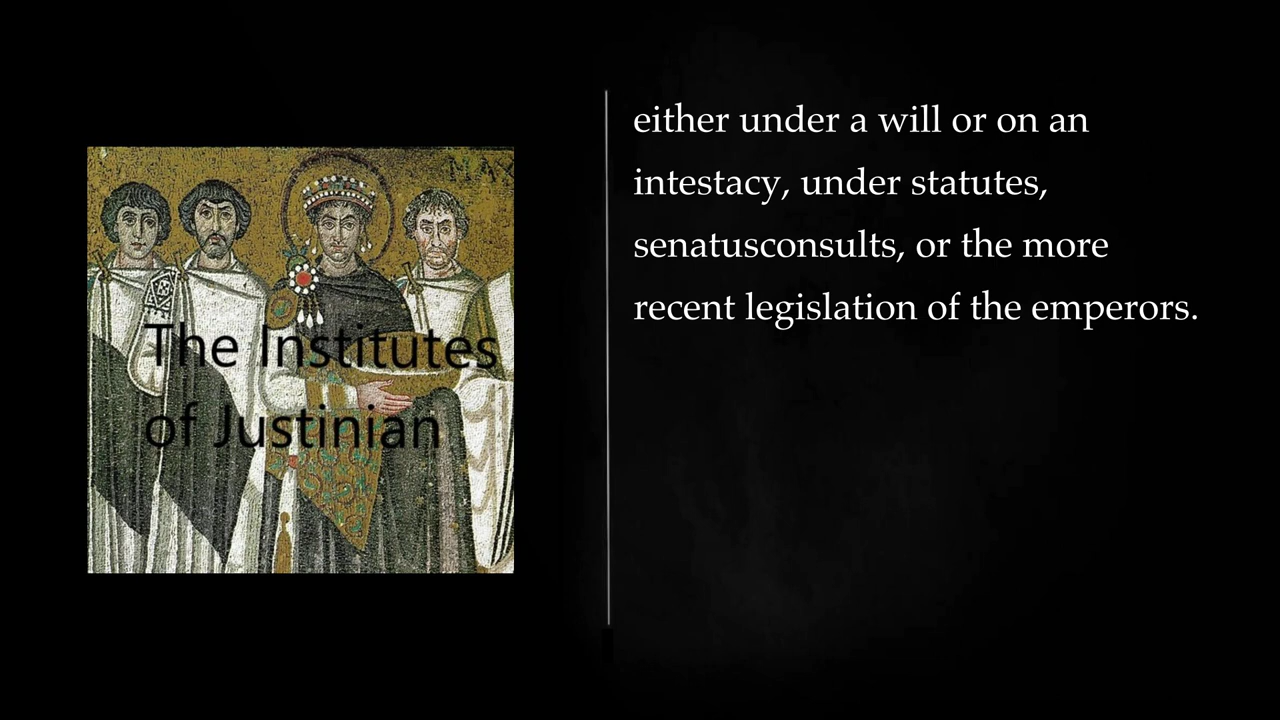 MAX
The Institutes
of Justinian
either under a will or on an
intestacy, under statutes,
senatusconsults, or the more
recent legislation of the emperors.